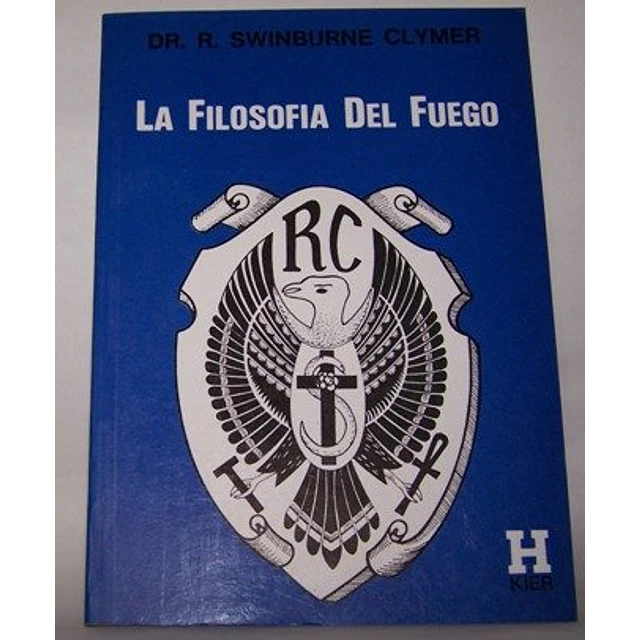 DR. R. SWINBURNE CLYMER
LA FILOSOFIA DEL FUEGO
RC
H
KIER